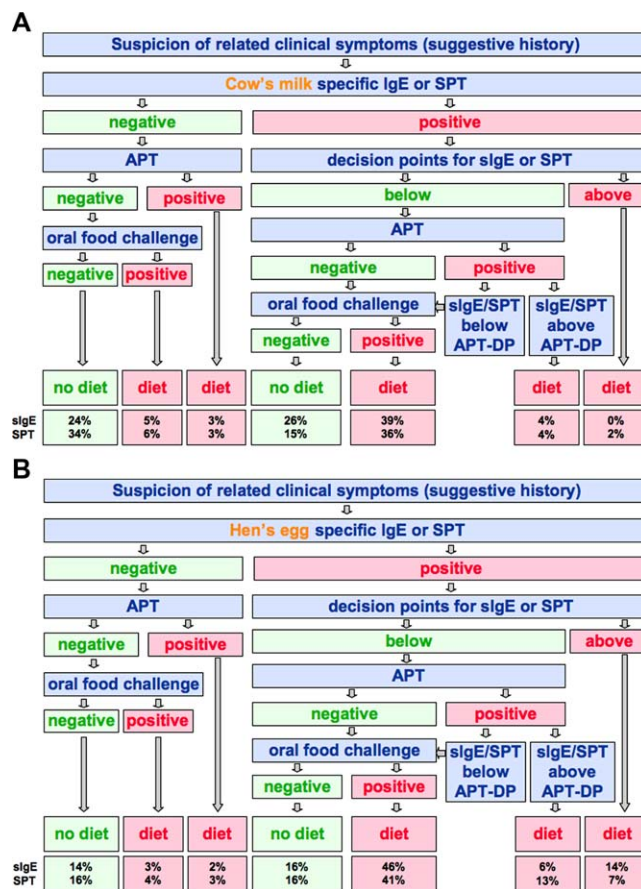 A
Suspicion of related clinical symptoms (suggestive history)
Cow's milk specific IgE or SPT
negative positive
APT decision points for sIgE or SPT
negative positive below above
oral food challenge APT
negative positive negative positive
oral food challenge sIgE/SPT below APT-DP sIgE/SPT above APT-DP
negative positive
no diet diet diet no diet diet diet diet
sIgE 24% 5% 3% 26% 39% 4% 0%
SPT 34% 6% 3% 15% 36% 4% 2%
B
Suspicion of related clinical symptoms (suggestive history)
Hen's egg specific IgE or SPT
negative positive
APT decision points for sIgE or SPT
negative positive below above
oral food challenge APT
negative positive negative positive
oral food challenge sIgE/SPT below APT-DP sIgE/SPT above APT-DP
negative positive
no diet diet diet no diet diet diet diet
sIgE 14% 3% 2% 16% 46% 6% 14%
SPT 16% 4% 3% 16% 41% 13% 7%